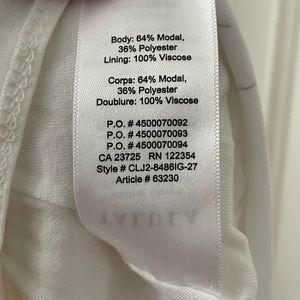 Body: 64% Modal,
36% Polyester
Lining: 100% Viscose
Corps: 64% Modal,
36% Polyester
Doublure: 100% Viscose
P.O. # 4500070092
P.O. # 4500070093
P.O. # 4500070094
CA 23725 RN 122354
Style # CLJ2-8486IG-27
Article # 63230